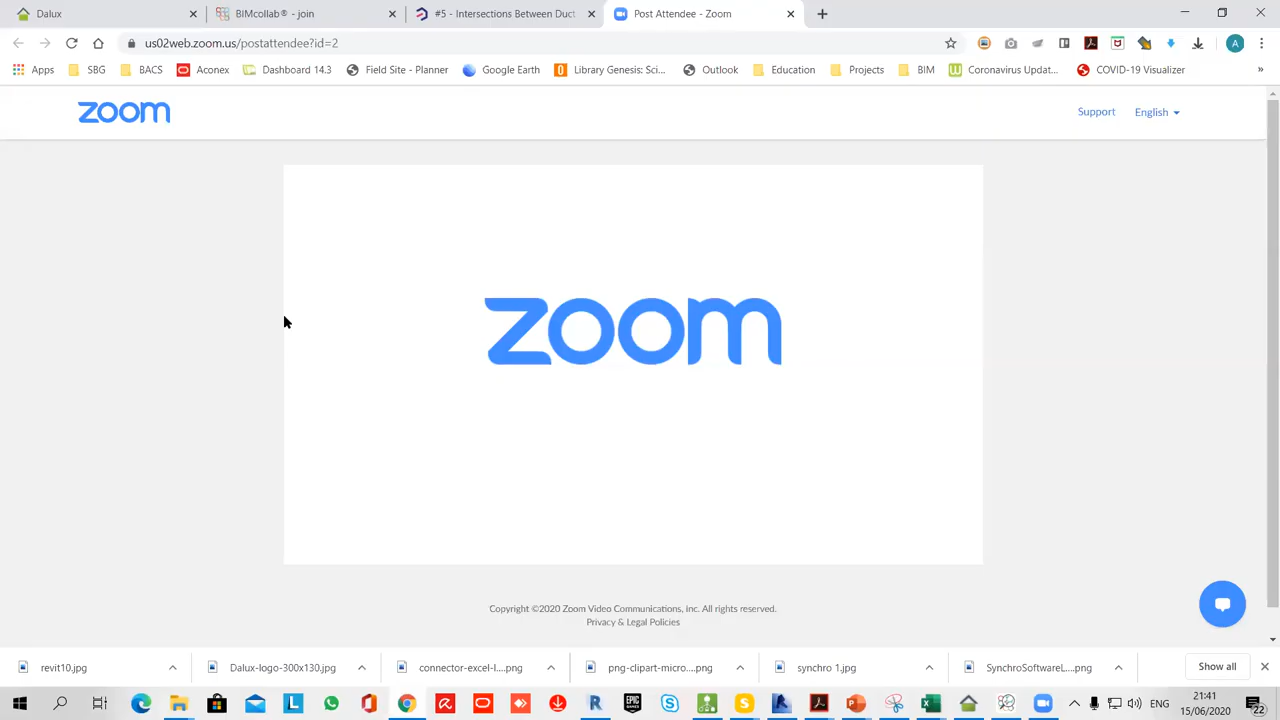 Dalux
BIMcollab® - join
#5 - Intersections Between Duct
Post Attendee - Zoom
us02web.zoom.us/postattendee?id=2
A
Apps
SBG
BACS
Aconex
Dashboard 14.3
Field Site - Planner
Google Earth
Library Genesis: Sci...
Outlook
Education
Projects
BIM
Coronavirus Updat...
COVID-19 Visualizer
»
zoom
Support
English
zoom
Copyright ©2020 Zoom Video Communications, inc. All rights reserved.
Privacy & Legal Policies
revit10.jpg
Dalux-logo-300x130.jpg
connector-excel-l....png
png-clipart-micro....png
synchro 1.jpg
SynchroSoftwareL....png
Show all
21:41
ENG
15/06/2020
22